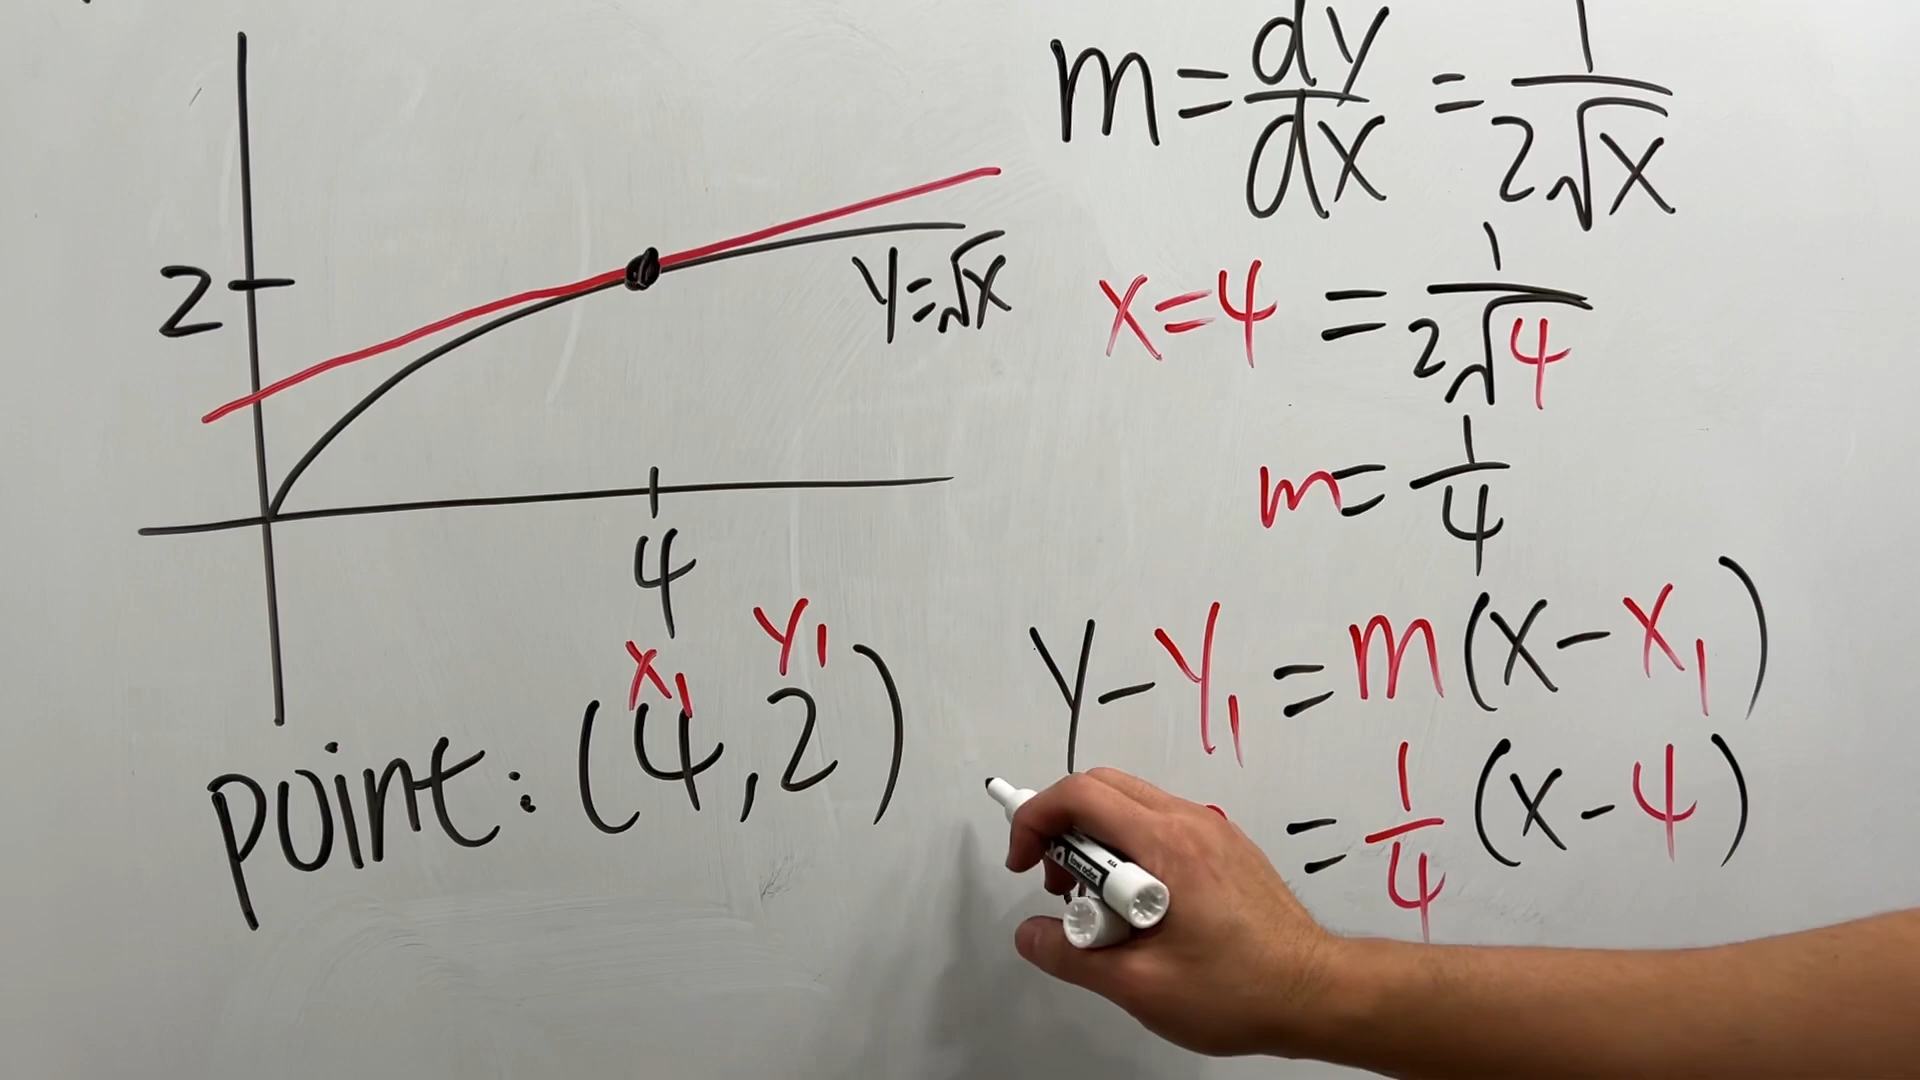 2
y=√x
4
x₁ y₁
point: (4, 2)
m = dy/dx = 1/(2√x)
x=4 = 1/(2√4)
m = 1/4
y - y₁ = m(x - x₁)
= 1/4 (x - 4)